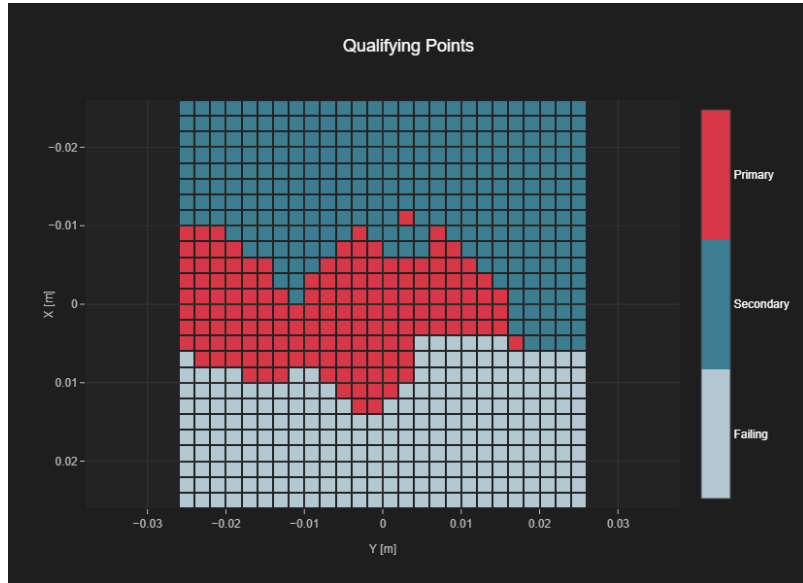 Qualifying Points
−0.02
−0.01
0
0.01
0.02
X [m]
−0.03
−0.02
−0.01
0
0.01
0.02
0.03
Y [m]
Primary
Secondary
Failing